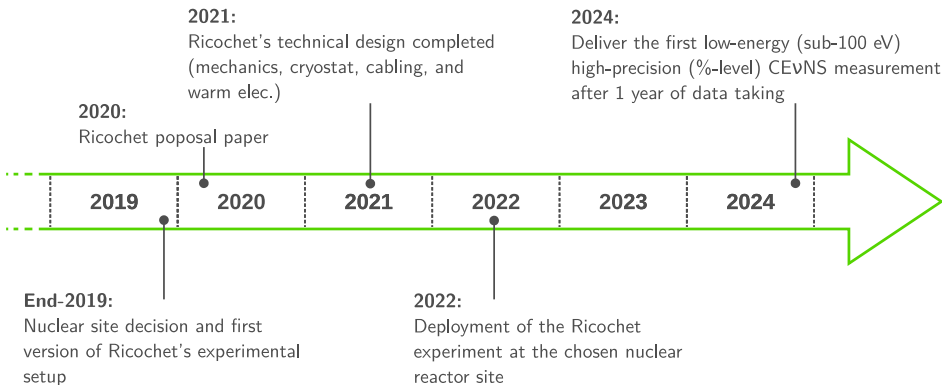 2021:
Ricochet's technical design completed
(mechanics, cryostat, cabling, and
warm elec.)
2024:
Deliver the first low-energy (sub-100 eV)
high-precision (%-level) CEνNS measurement
after 1 year of data taking
2020:
Ricochet poposal paper
2019 2020 2021 2022 2023 2024
End-2019:
Nuclear site decision and first
version of Ricochet's experimental
setup
2022:
Deployment of the Ricochet
experiment at the chosen nuclear
reactor site